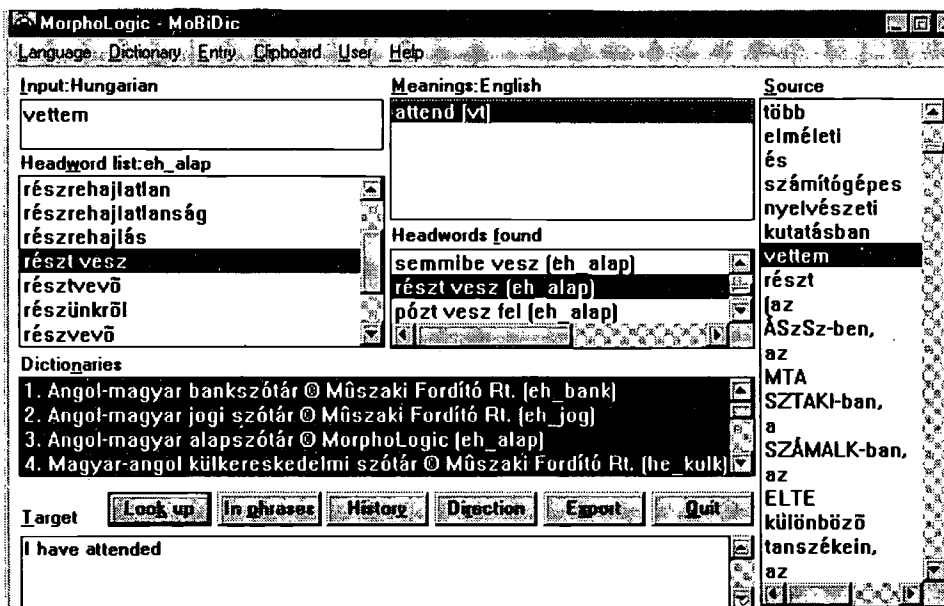 MorphoLogic - MoBiDic
Language Dictionary Entry Clipboard User Help
Input:Hungarian
vettem
Headword list:eh_alap
részrehajlatlan
részrehajlatlanság
részrehajlás
részt vesz
résztvevõ
részünkrõl
részvevõ
Meanings:English
attend (vt)
Headwords found
semmibe vesz (eh_alap)
részt vesz (eh_alap)
pózt vesz fel (eh_alap)
Dictionaries
1. Angol-magyar bankszótár © Mûszaki Fordító Rt. (eh_bank)
2. Angol-magyar jogi szótár © Mûszaki Fordító Rt. (eh_jog)
3. Angol-magyar alapszótár © MorphoLogic (eh_alap)
4. Magyar-angol külkereskedelmi szótár © Mûszaki Fordító Rt. (he_kulk)
Look up In phrases History Direction Export Quit
Target
I have attended
Source
több
elméleti
és
számítógépes
nyelvészeti
kutatásban
vettem
részt
(az
ÁSzSz-ben,
az
MTA
SZTAKI-ban,
a
SZÁMALK-ban,
az
ELTE
különbözõ
tanszékein,
az